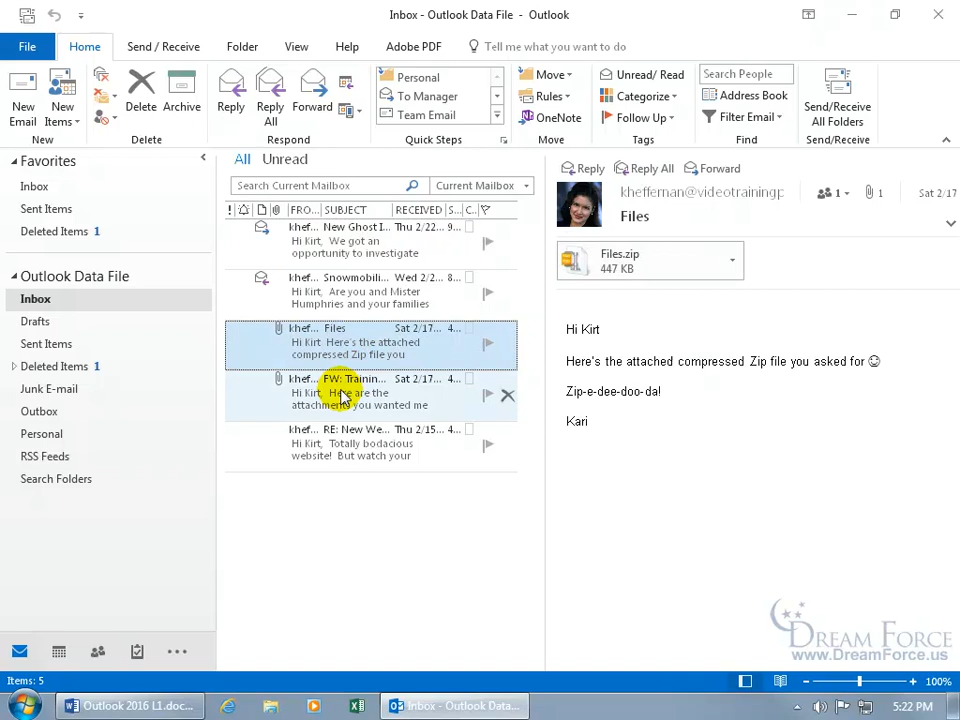 Inbox - Outlook Data File - Outlook
File Home Send / Receive Folder View Help Adobe PDF Tell me what you want to do
New Email
New Items
New
Delete
Archive
Delete
Reply
Reply All
Forward
Respond
Personal
To Manager
Team Email
Quick Steps
Move
Rules
OneNote
Move
Unread/ Read
Categorize
Follow Up
Tags
Search People
Address Book
Filter Email
Find
Send/Receive All Folders
Send/Receive
Favorites
Inbox
Sent Items
Deleted Items 1
Outlook Data File
Inbox
Drafts
Sent Items
Deleted Items 1
Junk E-mail
Outbox
Personal
RSS Feeds
Search Folders
All Unread
Search Current Mailbox Current Mailbox
! FRO... SUBJECT RECEIVED S... C...
khef... New Ghost I... Thu 2/22... 9...
Hi Kirt, We got an
opportunity to investigate
khef... Snowmobili... Wed 2/2... 8...
Hi Kirt, Are you and Mister
Humphries and your families
khef... Files Sat 2/17... 4...
Hi Kirt Here's the attached
compressed Zip file you
khef... FW: Trainin... Sat 2/17... 4...
Hi Kirt, Here are the
attachments you wanted me
khef... RE: New We... Thu 2/15... 4...
Hi Kirt, Totally bodacious
website! But watch your
Reply Reply All Forward
kheffernan@videotrainingp 1 1 Sat 2/17
Files
Files.zip
447 KB
Hi Kirt
Here's the attached compressed Zip file you asked for
Zip-e-dee-doo-da!
Kari
DREAM FORCE
www.DreamForce.us
Items: 5 100%
Outlook 2016 L1.doc... Inbox - Outlook Data... 5:22 PM